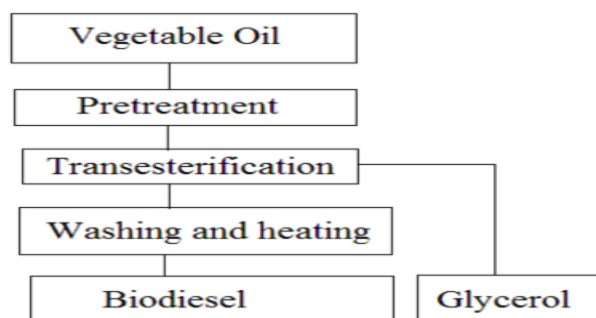 Vegetable Oil
Pretreatment
Transesterification
Washing and heating
Biodiesel
Glycerol